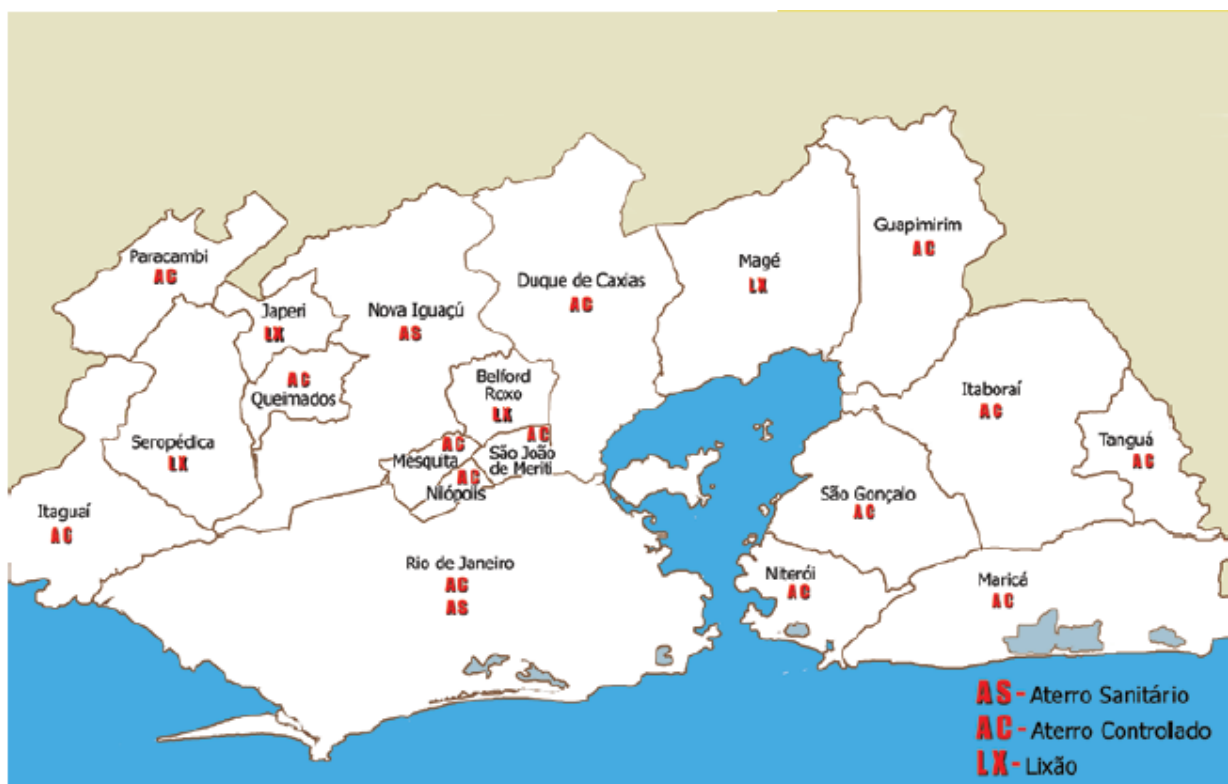 Guapimirim
AC
Paracambi
AC
Magé
LX
Duque de Caxias
AC
Japeri
LX
Nova Iguaçú
AS
AC
Queimados
Belford
Roxo
LX
Itaboraí
AC
Seropédica
LX
AC
Mesquita
AC
São João
de Meriti
AC
Nilópolis
Tanguá
AC
São Gonçalo
AC
Itaguaí
AC
Rio de Janeiro
AC
AS
Niterói
AC
Maricá
AC
AS - Aterro Sanitário
AC - Aterro Controlado
LX - Lixão